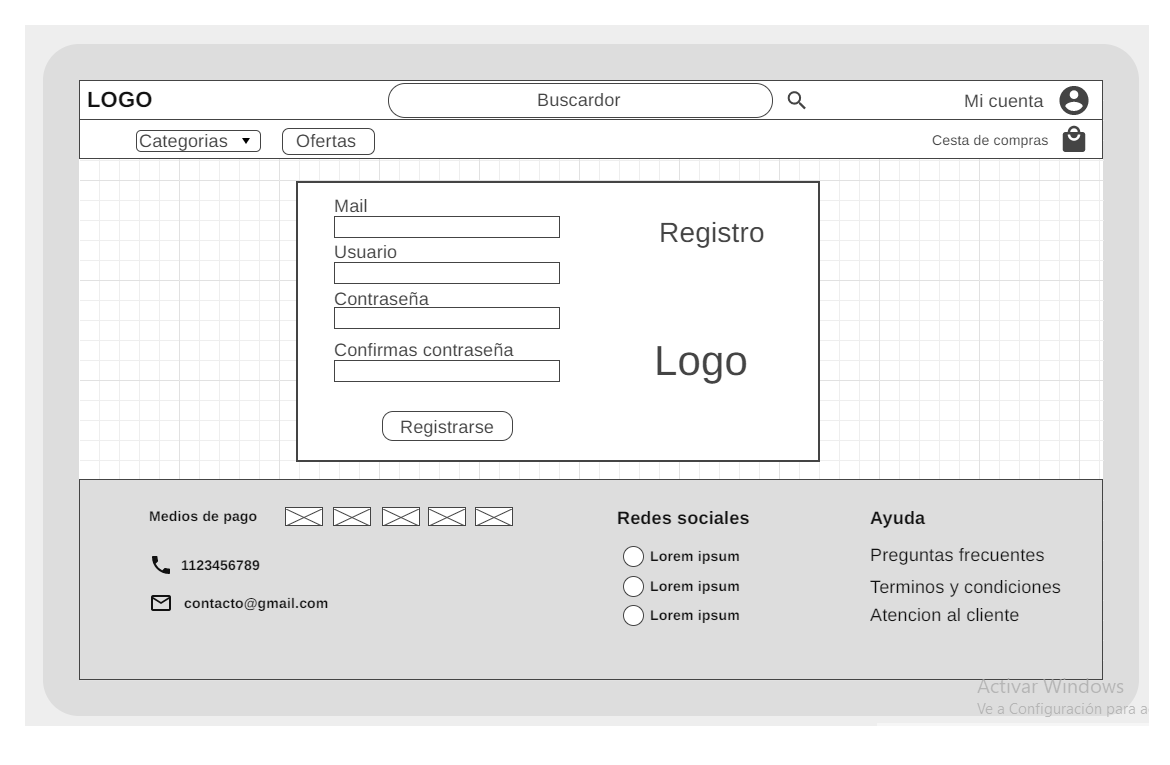 LOGO
Buscardor
Mi cuenta
Categorias
Ofertas
Cesta de compras
Mail
Usuario
Contraseña
Confirmas contraseña
Registrarse
Registro
Logo
Medios de pago
1123456789
contacto@gmail.com
Redes sociales
Lorem ipsum
Lorem ipsum
Lorem ipsum
Ayuda
Preguntas frecuentes
Terminos y condiciones
Atencion al cliente
Activar Windows
Ve a Configuración para a